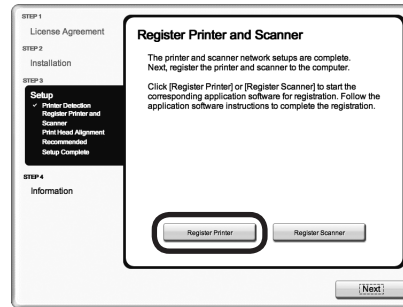 STEP 1
License Agreement
STEP 2
Installation
STEP 3
Setup
✓ Printer Detection
Register Printer and
Scanner
Print Head Alignment
Recommended
Setup Complete
STEP 4
Information
Register Printer and Scanner
The printer and scanner network setups are complete.
Next, register the printer and scanner to the computer.
Click [Register Printer] or [Register Scanner] to start the
corresponding application software for registration. Follow the
application software instructions to complete the registration.
Register Printer
Register Scanner
Next